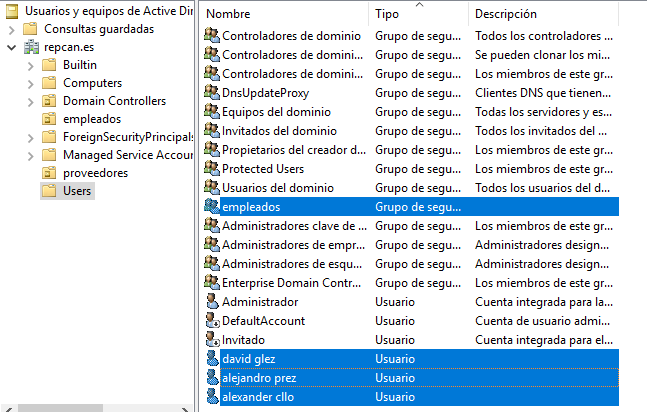 Usuarios y equipos de Active Dir
Consultas guardadas
repcan.es
Builtin
Computers
Domain Controllers
empleados
ForeignSecurityPrincipals
Managed Service Accour
proveedores
Users
Nombre Tipo Descripción
Controladores de dominio Grupo de segu... Todos los controladores ...
Controladores de domini... Grupo de segu... Se pueden clonar los mi...
Controladores de domini... Grupo de segu... Los miembros de este gr...
DnsUpdateProxy Grupo de segu... Clientes DNS que tienen...
Equipos del dominio Grupo de segu... Todas los servidores y es...
Invitados del dominio Grupo de segu... Todos los invitados del ...
Propietarios del creador d... Grupo de segu... Los miembros de este gr...
Protected Users Grupo de segu... Los miembros de este gr...
Usuarios del dominio Grupo de segu... Todos los usuarios del d...
empleados Grupo de segu...
Administradores clave de ... Grupo de segu... Los miembros de este gr...
Administradores de empr... Grupo de segu... Administradores design...
Administradores de esqu... Grupo de segu... Administradores design...
Enterprise Domain Contr... Grupo de segu... Los miembros de este gr...
Administrador Usuario Cuenta integrada para la...
DefaultAccount Usuario Cuenta de usuario admi...
Invitado Usuario Cuenta integrada para el...
david glez Usuario
alejandro prez Usuario
alexander cllo Usuario